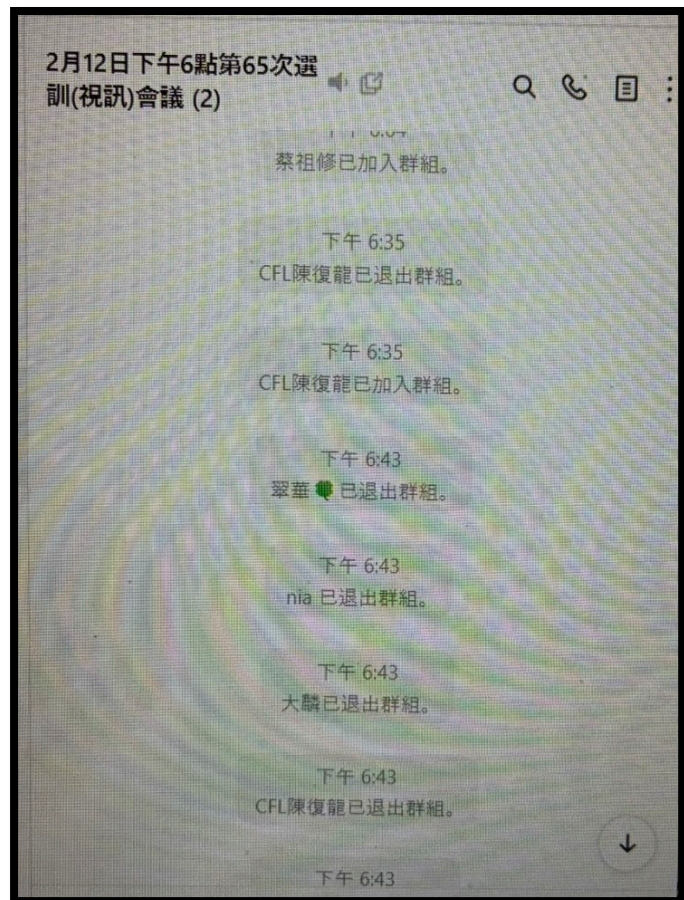 2月12日下午6點第65次選
訓(視訊)會議 (2)
蔡祖修已加入群組。
下午 6:35
CFL陳復龍已退出群組。
下午 6:35
CFL陳復龍已加入群組。
下午 6:43
翠華🍀 已退出群組。
下午 6:43
nia 已退出群組。
下午 6:43
大麟已退出群組。
下午 6:43
CFL陳復龍已退出群組。
下午 6:43